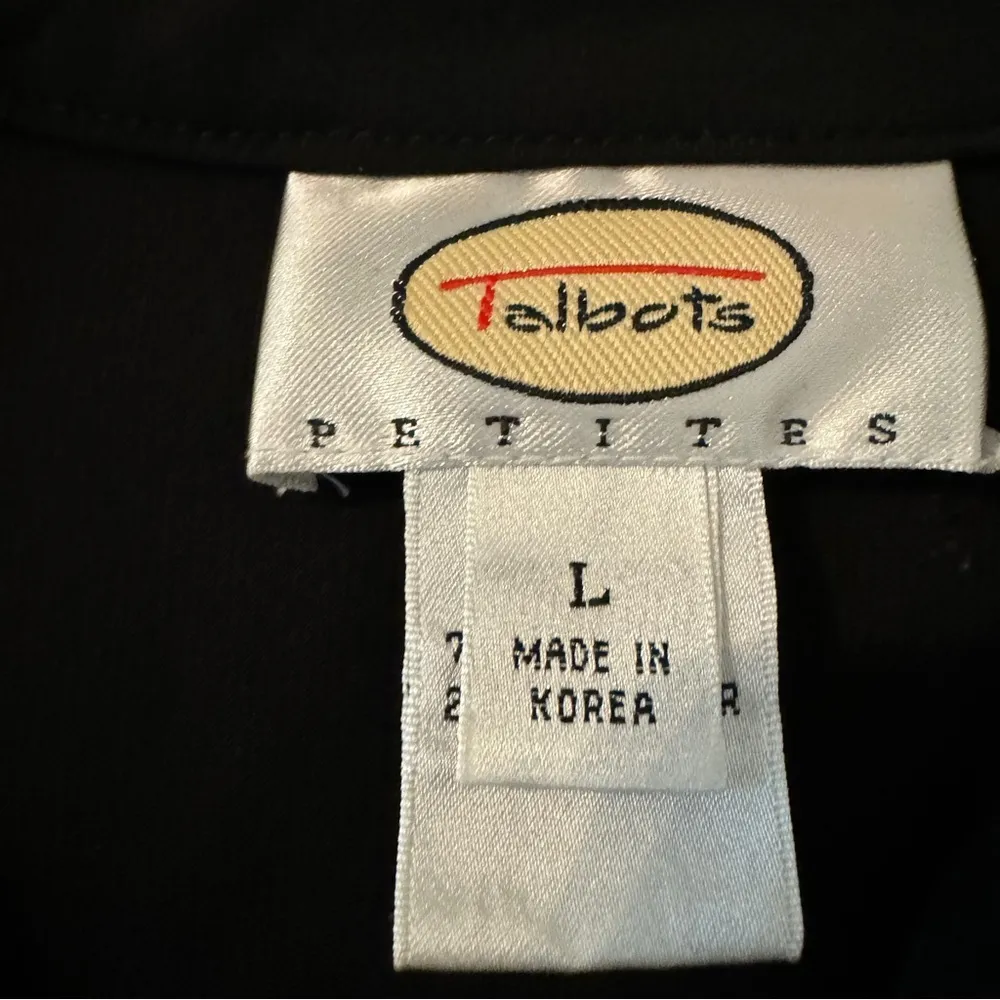 Talbots
PETITES
L
MADE IN
KOREA